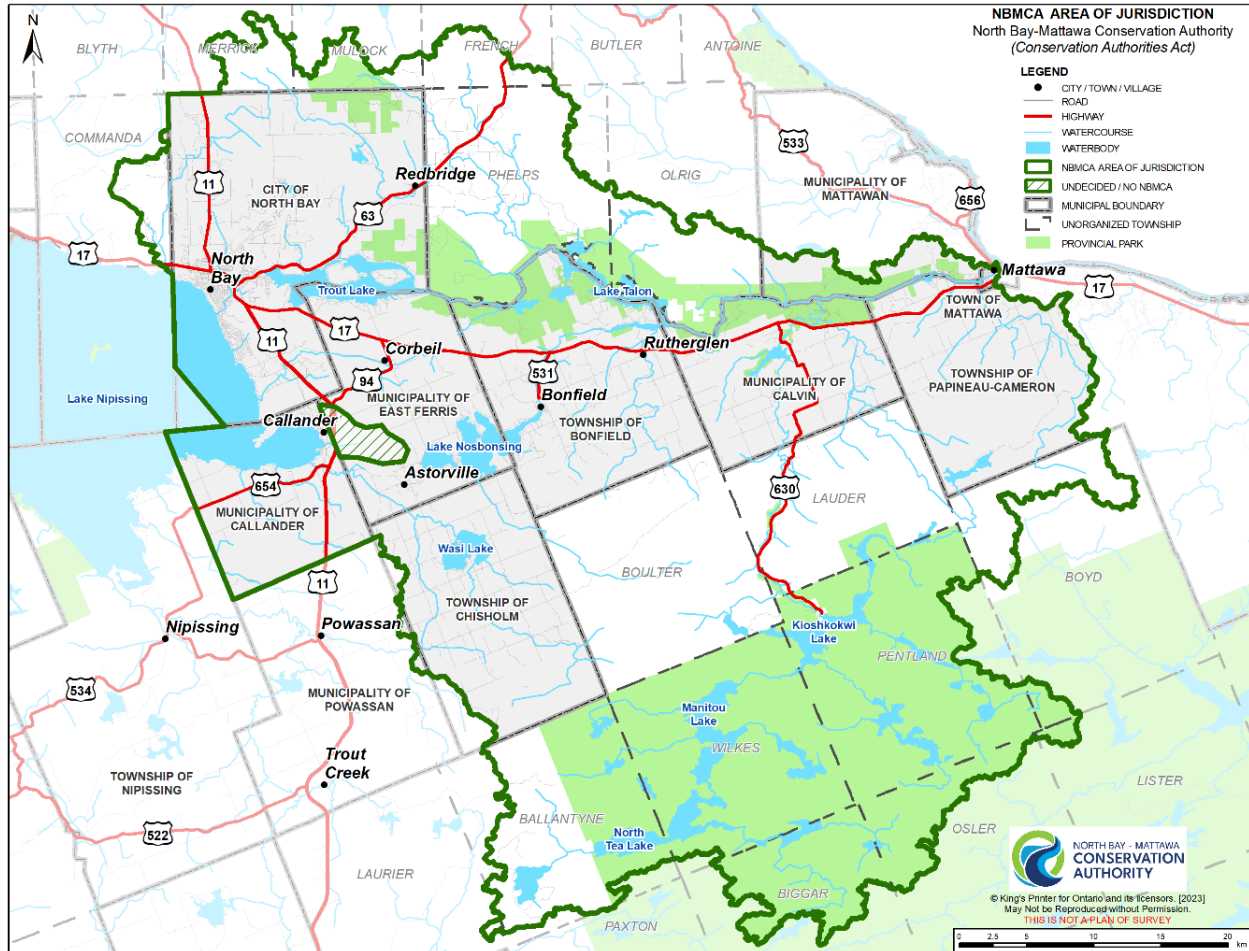 NBMCA AREA OF JURISDICTION
North Bay-Mattawa Conservation Authority
(Conservation Authorities Act)
LEGEND
CITY / TOWN / VILLAGE
ROAD
HIGHWAY
WATERCOURSE
WATERBODY
NBMCA AREA OF JURISDICTION
UNDECIDED / NO NBMCA
MUNICIPAL BOUNDARY
UNORGANIZED TOWNSHIP
PROVINCIAL PARK
N
BLYTH
MERRICK
MULOCK
FRENCH
BUTLER
ANTOINE
COMMANDA
533
11
CITY OF
NORTH BAY
Redbridge
PHELPS
OLRIG
MUNICIPALITY OF
MATTAWAN
656
63
17
North
Bay
Trout Lake
Lake Talon
Mattawa
17
TOWN OF
MATTAWA
11
17
Corbeil
Rutherglen
94
531
MUNICIPALITY OF
EAST FERRIS
Bonfield
MUNICIPALITY OF
CALVIN
TOWNSHIP OF
PAPINEAU-CAMERON
Lake Nipissing
Callander
TOWNSHIP OF
BONFIELD
Lake Nosbonsing
Astorville
654
MUNICIPALITY OF
CALLANDER
630
LAUDER
Wasi Lake
BOULTER
BOYD
11
TOWNSHIP OF
CHISHOLM
Nipissing
Powassan
Kioshkokwi
Lake
PENTLAND
534
MUNICIPALITY OF
POWASSAN
Manitou
Lake
WILKES
Trout
Creek
TOWNSHIP OF
NIPISSING
LISTER
522
BALLANTYNE
North
Tea Lake
OSLER
LAURIER
BIGGAR
PAXTON
NORTH BAY - MATTAWA
CONSERVATION
AUTHORITY
© King's Printer for Ontario and its licensors. [2023]
May Not be Reproduced without Permission.
THIS IS NOT A PLAN OF SURVEY
0 2.5 5 10 15 20
km